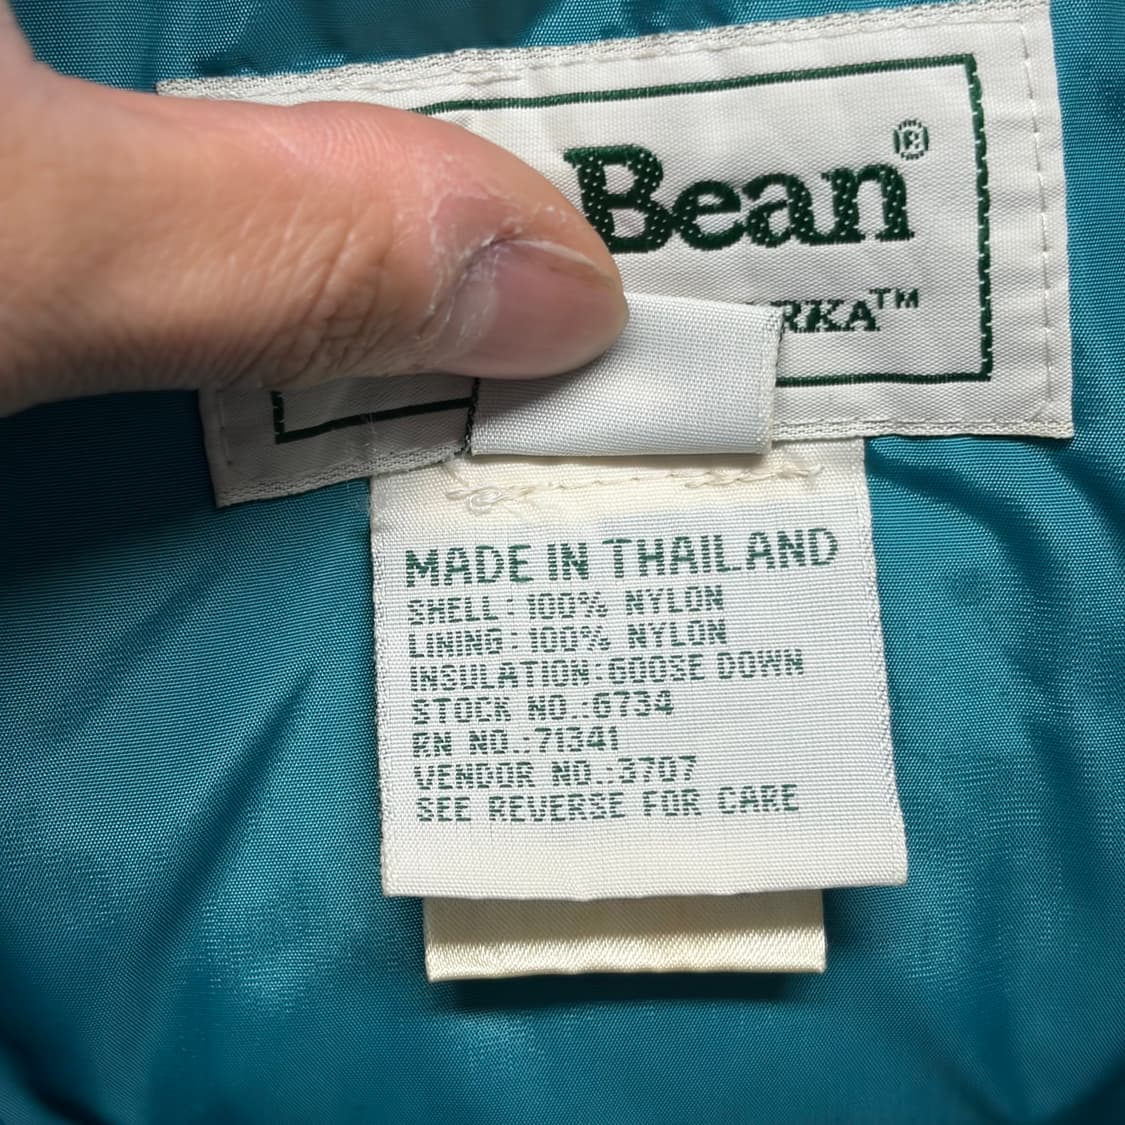 Bean®
RKA™
MADE IN THAILAND
SHELL: 100% NYLON
LINING: 100% NYLON
INSULATION: GOOSE DOWN
STOCK NO.:6734
RN NO.:71341
VENDOR NO.:3707
SEE REVERSE FOR CARE